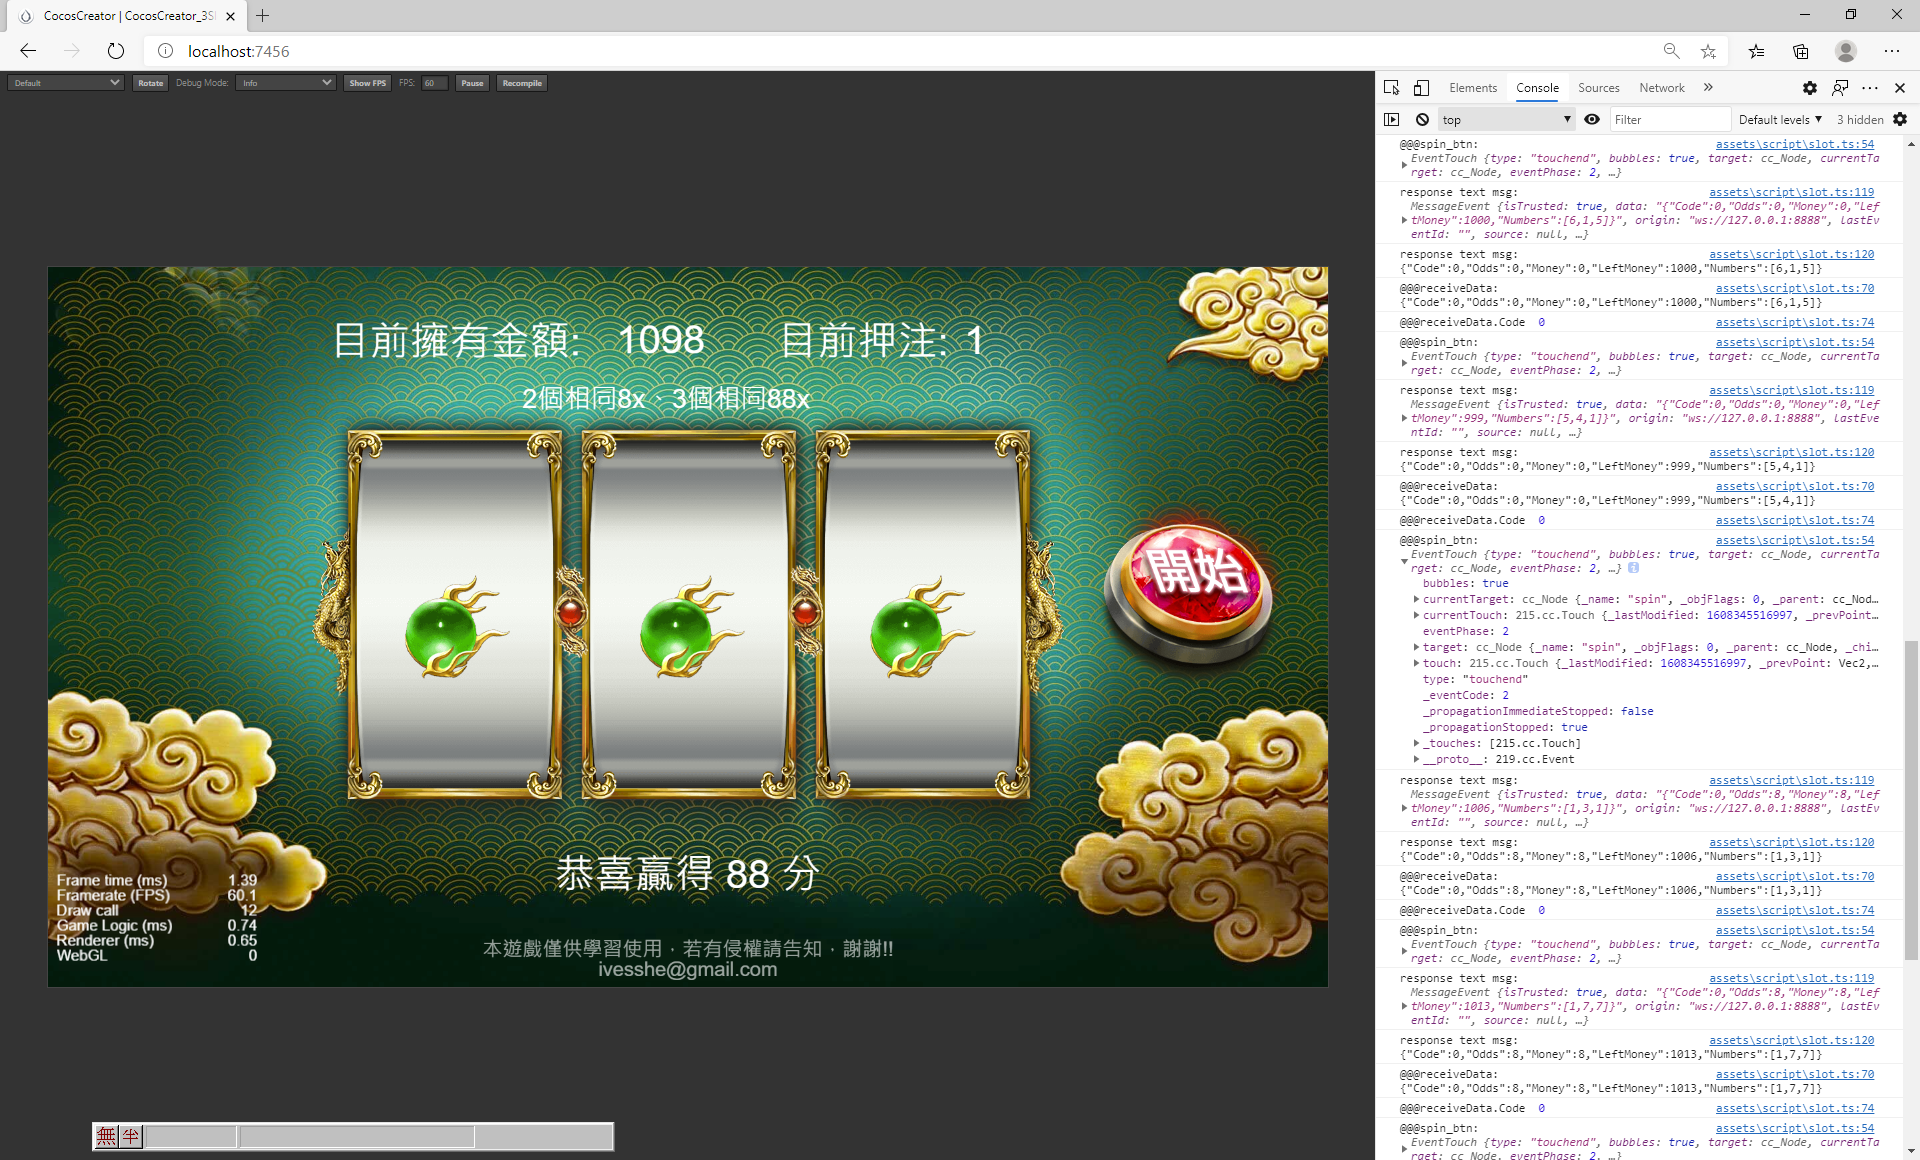 CocosCreator | CocosCreator_3Sl
localhost:7456
Default
Rotate
Debug Mode:
Info
Show FPS
FPS:
60
Pause
Recompile
目前擁有金額: 1098 目前押注: 1
2個相同8x、3個相同88x
開始
恭喜贏得 88 分
本遊戲僅供學習使用，若有侵權請告知，謝謝!!
ivesshe@gmail.com
Frame time (ms) 1.39
Framerate (FPS) 60.1
Draw call 12
Game Logic (ms) 0.74
Renderer (ms) 0.65
WebGL 0
無 半
Elements Console Sources Network
top Filter Default levels 3 hidden
@@@spin_btn: assets\script\slot.ts:54
EventTouch {type: "touchend", bubbles: true, target: cc_Node, currentTa
rget: cc_Node, eventPhase: 2, …}
response text msg: assets\script\slot.ts:119
MessageEvent {isTrusted: true, data: "{"Code":0,"Odds":0,"Money":0,"Lef
tMoney":1000,"Numbers":[6,1,5]}", origin: "ws://127.0.0.1:8888", lastEv
entId: "", source: null, …}
response text msg: assets\script\slot.ts:120
{"Code":0,"Odds":0,"Money":0,"LeftMoney":1000,"Numbers":[6,1,5]}
@@@receiveData: assets\script\slot.ts:70
{"Code":0,"Odds":0,"Money":0,"LeftMoney":1000,"Numbers":[6,1,5]}
@@@receiveData.Code 0 assets\script\slot.ts:74
@@@spin_btn: assets\script\slot.ts:54
EventTouch {type: "touchend", bubbles: true, target: cc_Node, currentTa
rget: cc_Node, eventPhase: 2, …}
response text msg: assets\script\slot.ts:119
MessageEvent {isTrusted: true, data: "{"Code":0,"Odds":0,"Money":0,"Lef
tMoney":999,"Numbers":[5,4,1]}", origin: "ws://127.0.0.1:8888", lastEve
ntId: "", source: null, …}
response text msg: assets\script\slot.ts:120
{"Code":0,"Odds":0,"Money":0,"LeftMoney":999,"Numbers":[5,4,1]}
@@@receiveData: assets\script\slot.ts:70
{"Code":0,"Odds":0,"Money":0,"LeftMoney":999,"Numbers":[5,4,1]}
@@@receiveData.Code 0 assets\script\slot.ts:74
@@@spin_btn: assets\script\slot.ts:54
EventTouch {type: "touchend", bubbles: true, target: cc_Node, currentTa
rget: cc_Node, eventPhase: 2, …}
bubbles: true
currentTarget: cc_Node {_name: "spin", _objFlags: 0, _parent: cc_Nod…
currentTouch: 215.cc.Touch {_lastModified: 1608345516997, _prevPoint…
eventPhase: 2
target: cc_Node {_name: "spin", _objFlags: 0, _parent: cc_Node, _chi…
touch: 215.cc.Touch {_lastModified: 1608345516997, _prevPoint: Vec2,…
type: "touchend"
_eventCode: 2
_propagationImmediateStopped: false
_propagationStopped: true
_touches: [215.cc.Touch]
__proto__: 219.cc.Event
response text msg: assets\script\slot.ts:119
MessageEvent {isTrusted: true, data: "{"Code":0,"Odds":8,"Money":8,"Lef
tMoney":1006,"Numbers":[1,3,1]}", origin: "ws://127.0.0.1:8888", lastEv
entId: "", source: null, …}
response text msg: assets\script\slot.ts:120
{"Code":0,"Odds":8,"Money":8,"LeftMoney":1006,"Numbers":[1,3,1]}
@@@receiveData: assets\script\slot.ts:70
{"Code":0,"Odds":8,"Money":8,"LeftMoney":1006,"Numbers":[1,3,1]}
@@@receiveData.Code 0 assets\script\slot.ts:74
@@@spin_btn: assets\script\slot.ts:54
EventTouch {type: "touchend", bubbles: true, target: cc_Node, currentTa
rget: cc_Node, eventPhase: 2, …}
response text msg: assets\script\slot.ts:119
MessageEvent {isTrusted: true, data: "{"Code":0,"Odds":8,"Money":8,"Lef
tMoney":1013,"Numbers":[1,7,7]}", origin: "ws://127.0.0.1:8888", lastEv
entId: "", source: null, …}
response text msg: assets\script\slot.ts:120
{"Code":0,"Odds":8,"Money":8,"LeftMoney":1013,"Numbers":[1,7,7]}
@@@receiveData: assets\script\slot.ts:70
{"Code":0,"Odds":8,"Money":8,"LeftMoney":1013,"Numbers":[1,7,7]}
@@@receiveData.Code 0 assets\script\slot.ts:74
@@@spin_btn: assets\script\slot.ts:54
EventTouch {type: "touchend", bubbles: true, target: cc_Node, currentTa
rget: cc_Node, eventPhase: 2, …}